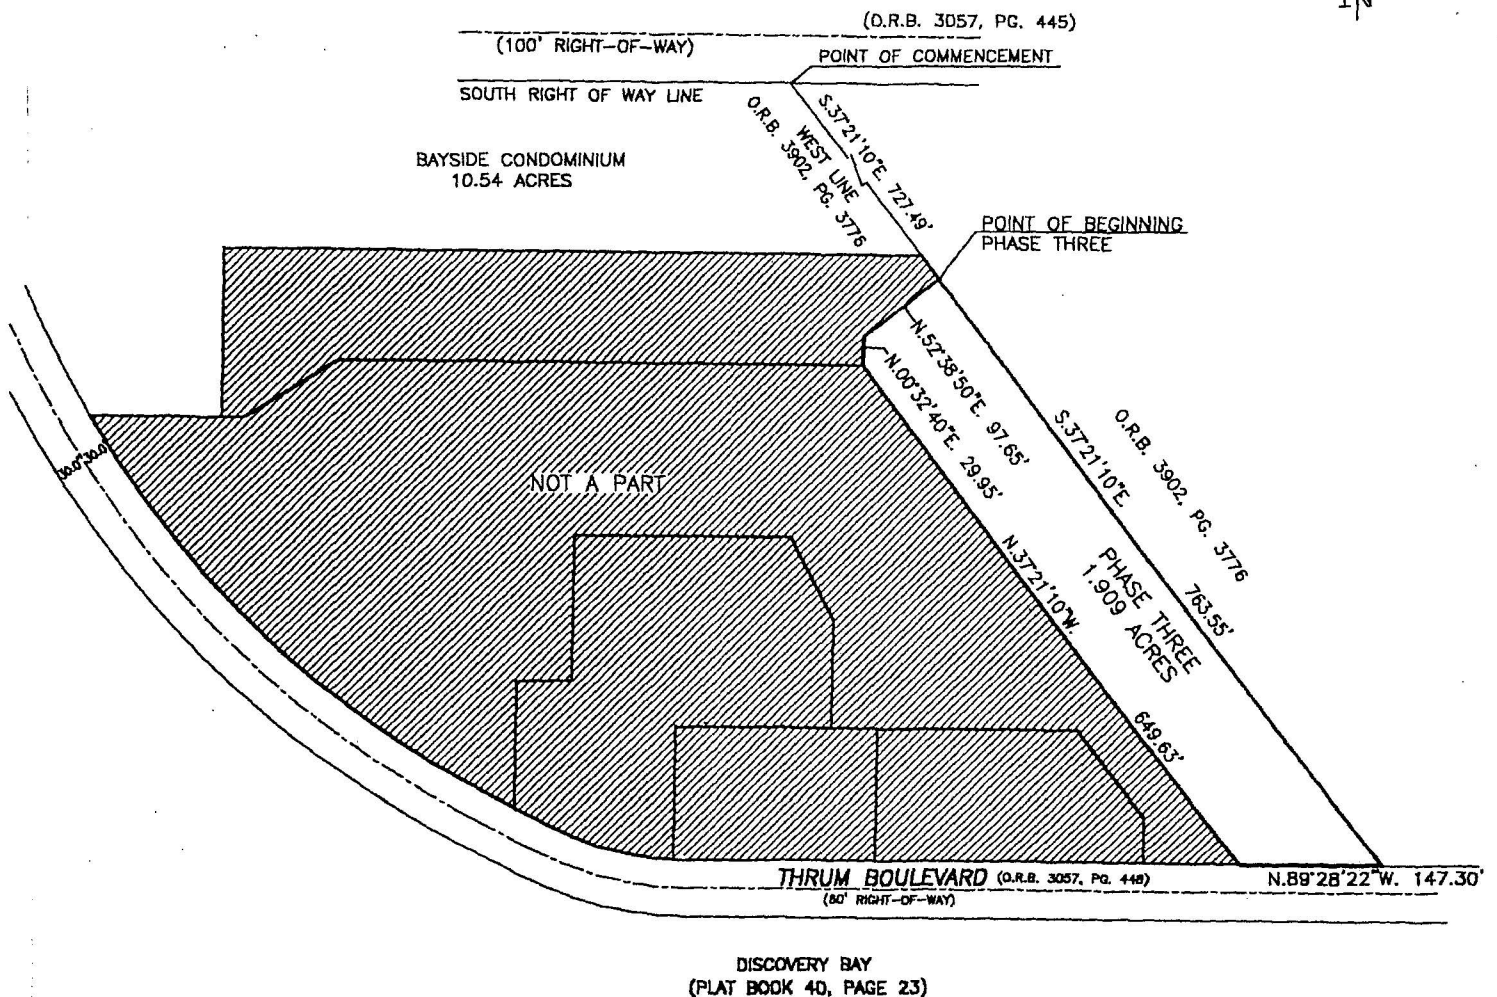 N
(O.R.B. 3057, PG. 445)
(100' RIGHT-OF-WAY)
POINT OF COMMENCEMENT
SOUTH RIGHT OF WAY LINE
S.37°21'10"E. 727.49'
WEST LINE
O.R.B. 3902, PG. 3776
BAYSIDE CONDOMINIUM
10.54 ACRES
POINT OF BEGINNING
PHASE THREE
N.52°38'50"E. 97.65'
N.00°32'40"E. 29.95'
S.37°21'10"E. 763.55'
O.R.B. 3902, PG. 3776
30.0' 30.0'
NOT A PART
N.37°21'10"W. 649.63'
PHASE THREE
1.909 ACRES
THRUM BOULEVARD (O.R.B. 3057, PG. 448)
N.89°28'22"W. 147.30'
RIGHT-OF-WAY)
DISCOVERY BAY
(PLAT BOOK 40, PAGE 23)